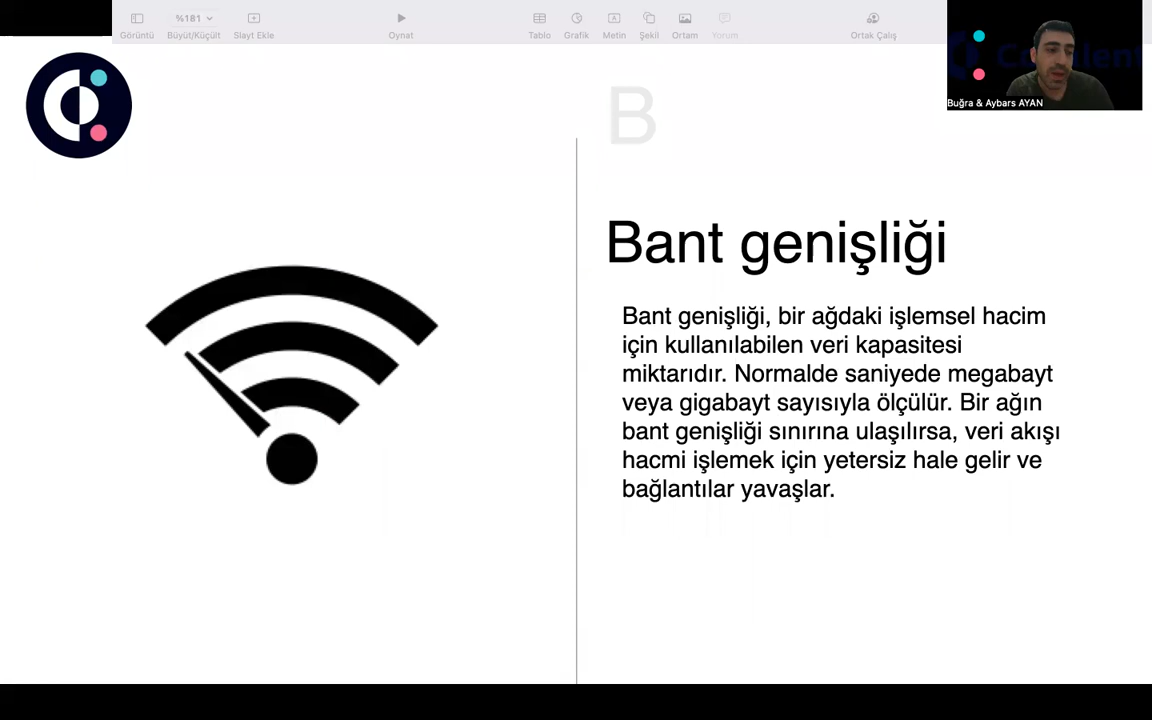 %181
Görüntü
Büyüt/Küçült
Slayt Ekle
Oynat
Tablo
Grafik
Metin
Şekil
Ortam
Yorum
Ortak Çalış
Buğra & Aybars AYAN
B
Bant genişliği
Bant genişliği, bir ağdaki işlemsel hacim
için kullanılabilen veri kapasitesi
miktarıdır. Normalde saniyede megabayt
veya gigabayt sayısıyla ölçülür. Bir ağın
bant genişliği sınırına ulaşılırsa, veri akışı
hacmi işlemek için yetersiz hale gelir ve
bağlantılar yavaşlar.